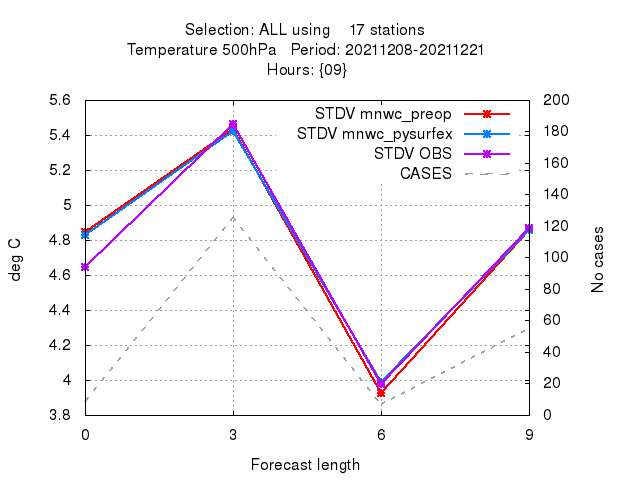 Selection: ALL using 17 stations
Temperature 500hPa Period: 20211208-20211221
Hours: {09}
STDV mnwc_preop
STDV mnwc_pysurfex
STDV OBS
CASES
deg C
5.6
5.4
5.2
5
4.8
4.6
4.4
4.2
4
3.8
200
180
160
140
120
100
80
60
40
20
0
No cases
0 3 6 9
Forecast length